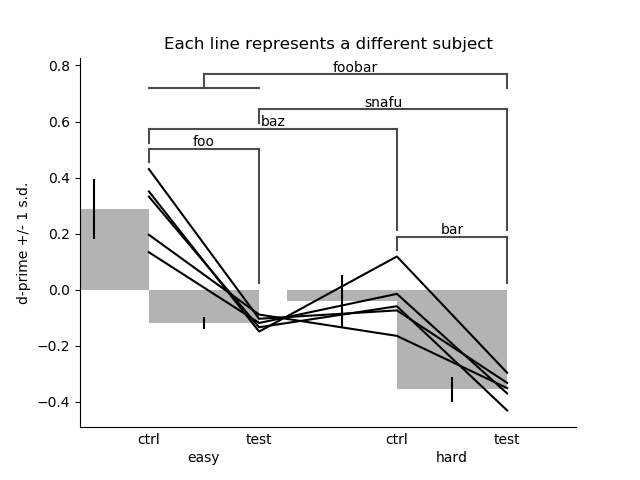 Each line represents a different subject
foobar
snafu
baz
foo
bar
d-prime +/- 1 s.d.
0.8
0.6
0.4
0.2
0.0
−0.2
−0.4
ctrl test ctrl test
easy hard